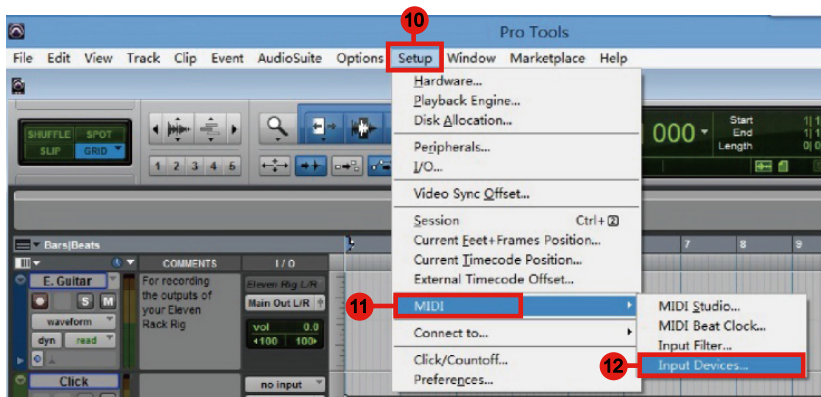 10
Pro Tools
File Edit View Track Clip Event AudioSuite Options Setup Window Marketplace Help
Hardware...
Playback Engine...
Disk Allocation...
Peripherals...
I/O...
Video Sync Offset...
Session Ctrl+2
Current Feet+Frames Position...
Current Timecode Position...
External Timecode Offset...
11
MIDI
Connect to...
Click/Countoff...
Preferences...
MIDI Studio...
MIDI Beat Clock...
Input Filter...
12
Input Devices...
SHUFFLE SPOT
SLIP GRID
1 2 3 4 5
000
Start
End
Length
Bars|Beats
7 8 9
COMMENTS I / O
E. Guitar
S M
waveform
dyn read
For recording
the outputs of
your Eleven
Rack Rig
Eleven Rig L/R
Main Out L/R
vol 0.0
100 100
Click
no input